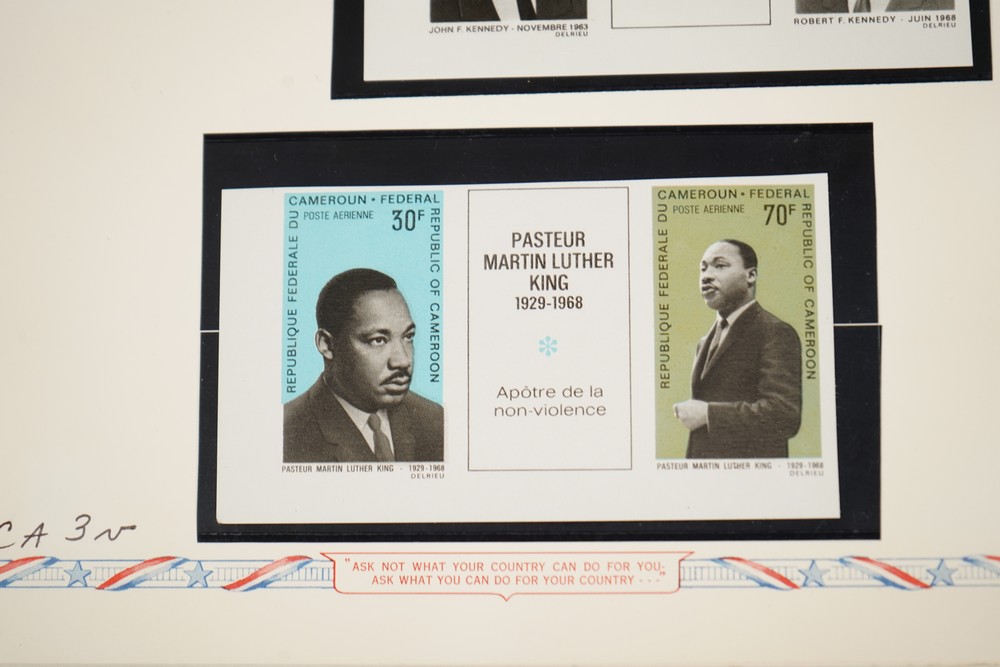 JOHN F. KENNEDY - NOVEMBRE 1963
DELRIEU
ROBERT F. KENNEDY - JUIN 1968
DELRIEU
CAMEROUN • FEDERAL
REPUBLIQUE FEDERALE DU
POSTE AERIENNE
30F
REPUBLIC OF CAMEROON
PASTEUR MARTIN LUTHER KING - 1929-1968
DELRIEU
PASTEUR
MARTIN LUTHER
KING
1929-1968
Apôtre de la
non-violence
CAMEROUN • FEDERAL
REPUBLIQUE FEDERALE DU
POSTE AERIENNE
70F
REPUBLIC OF CAMEROON
PASTEUR MARTIN LUTHER KING - 1929-1968
DELRIEU
CA 3
"ASK NOT WHAT YOUR COUNTRY CAN DO FOR YOU-
ASK WHAT YOU CAN DO FOR YOUR COUNTRY - - -"